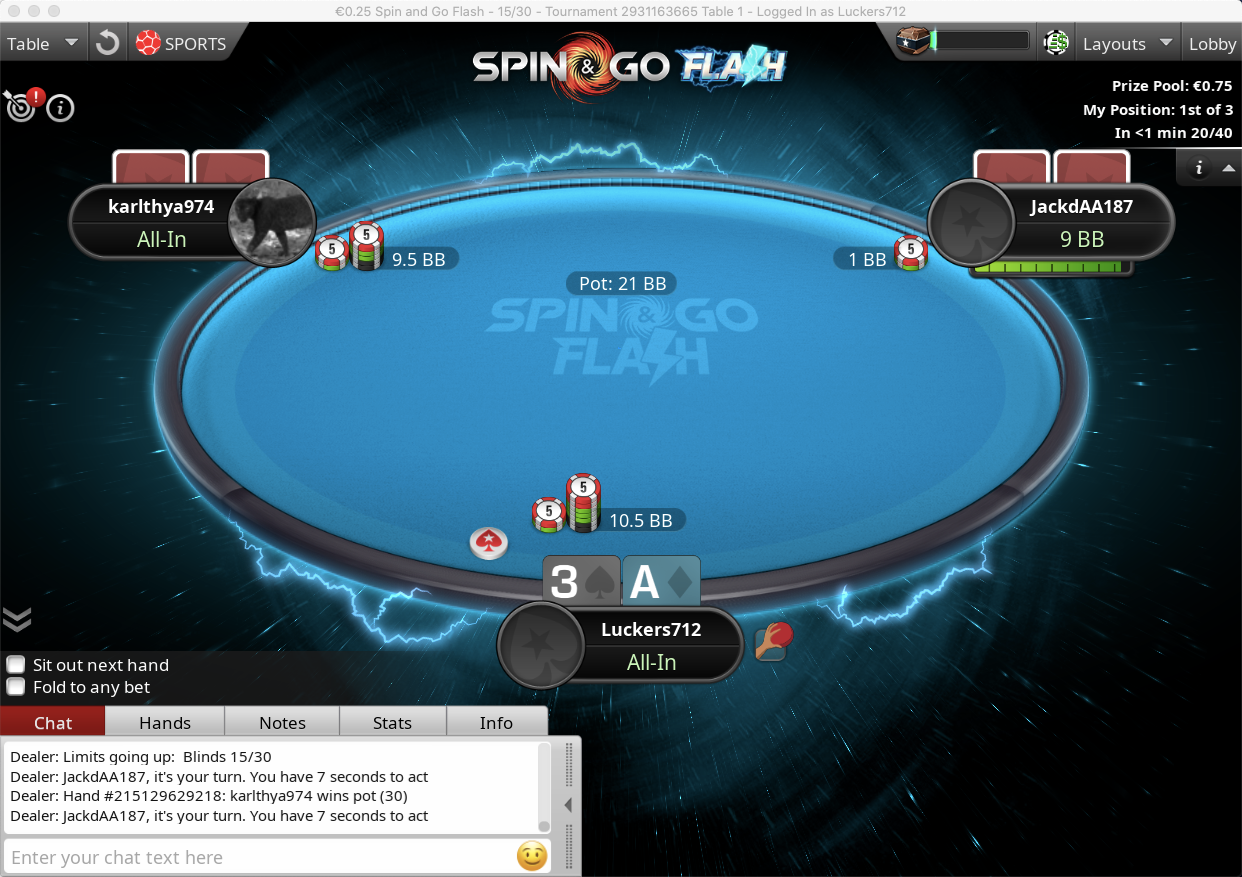 €0.25 Spin and Go Flash - 15/30 - Tournament 2931163665 Table 1 - Logged In as Luckers712
Table
SPORTS
SPIN & GO FLASH
Layouts
Lobby
Prize Pool: €0.75
My Position: 1st of 3
In <1 min 20/40
!
i
i
karlthya974
All-In
JackdAA187
9 BB
5
5
9.5 BB
1 BB
5
Pot: 21 BB
SPIN & GO
FLASH
5
5
10.5 BB
3
A
Luckers712
All-In
Sit out next hand
Fold to any bet
Chat
Hands
Notes
Stats
Info
Dealer: Limits going up: Blinds 15/30
Dealer: JackdAA187, it's your turn. You have 7 seconds to act
Dealer: Hand #215129629218: karlthya974 wins pot (30)
Dealer: JackdAA187, it's your turn. You have 7 seconds to act
Enter your chat text here